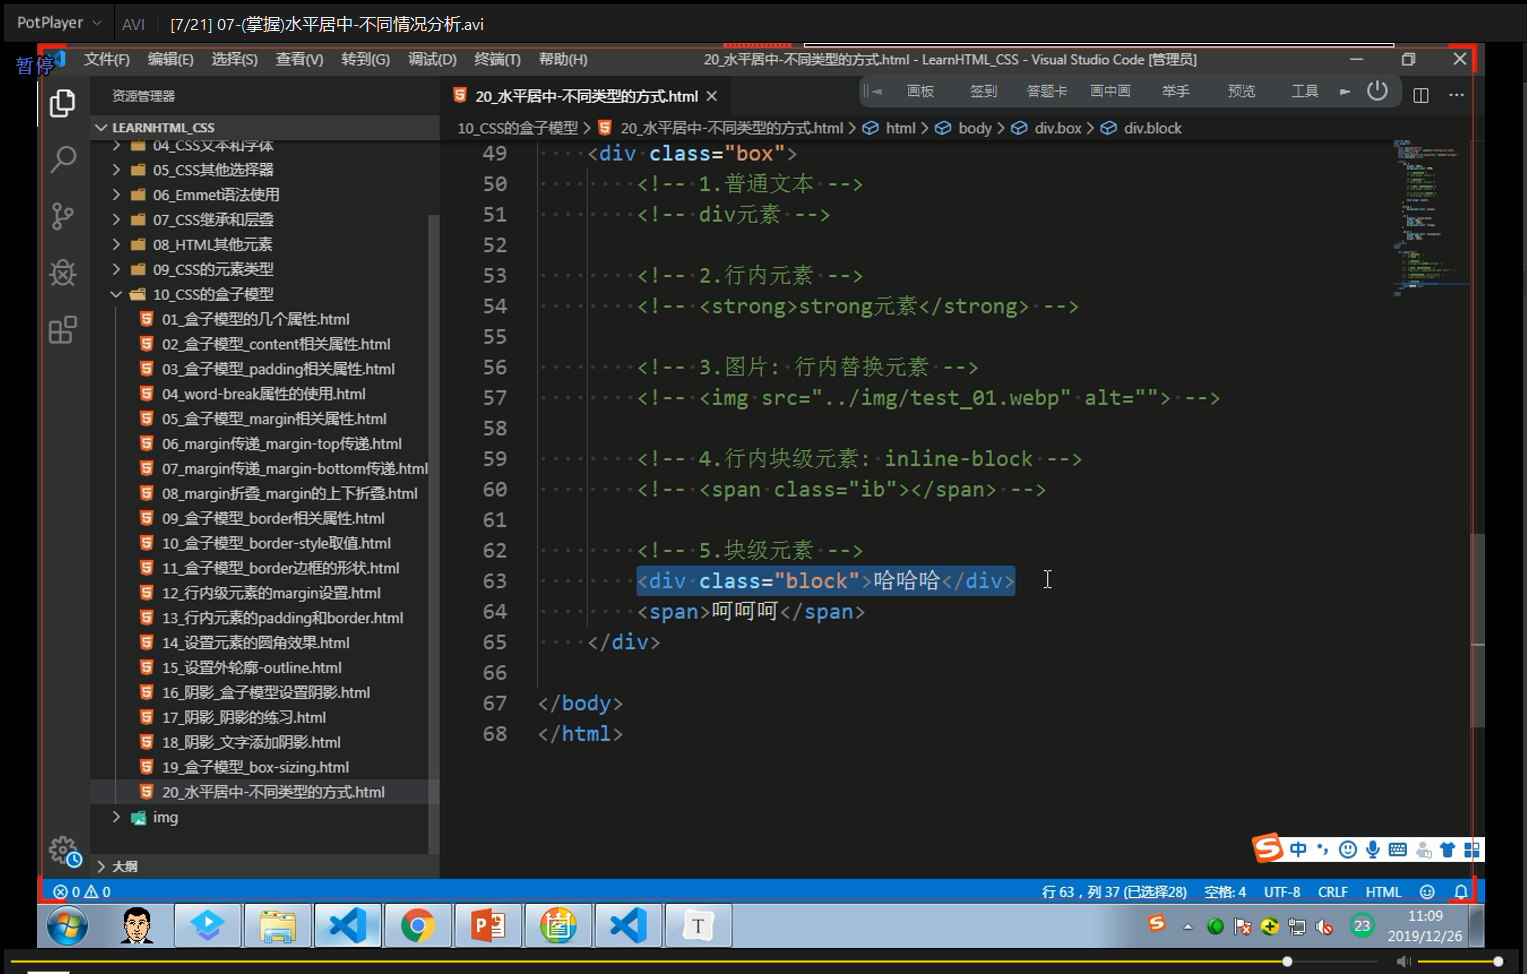 PotPlayer AVI [7/21] 07-(掌握)水平居中-不同情况分析.avi
暂停
文件(F) 编辑(E) 选择(S) 查看(V) 转到(G) 调试(D) 终端(T) 帮助(H) 20_水平居中-不同类型的方式.html - LearnHTML_CSS - Visual Studio Code [管理员]
资源管理器
20_水平居中-不同类型的方式.html
画板 签到 答题卡 画中画 举手 预览 工具
LEARNHTML_CSS
10_CSS的盒子模型 > 20_水平居中-不同类型的方式.html > html > body > div.box > div.block
04_CSS文本和字体
05_CSS其他选择器
06_Emmet语法使用
07_CSS继承和层叠
08_HTML其他元素
09_CSS的元素类型
10_CSS的盒子模型
01_盒子模型的几个属性.html
02_盒子模型_content相关属性.html
03_盒子模型_padding相关属性.html
04_word-break属性的使用.html
05_盒子模型_margin相关属性.html
06_margin传递_margin-top传递.html
07_margin传递_margin-bottom传递.html
08_margin折叠_margin的上下折叠.html
09_盒子模型_border相关属性.html
10_盒子模型_border-style取值.html
11_盒子模型_border边框的形状.html
12_行内级元素的margin设置.html
13_行内元素的padding和border.html
14_设置元素的圆角效果.html
15_设置外轮廓-outline.html
16_阴影_盒子模型设置阴影.html
17_阴影_阴影的练习.html
18_阴影_文字添加阴影.html
19_盒子模型_box-sizing.html
20_水平居中-不同类型的方式.html
img
大纲
49 <div class="box">
50 <!-- 1.普通文本 -->
51 <!-- div元素 -->
52
53 <!-- 2.行内元素 -->
54 <!-- <strong>strong元素</strong> -->
55
56 <!-- 3.图片: 行内替换元素 -->
57 <!-- <img src="../img/test_01.webp" alt=""> -->
58
59 <!-- 4.行内块级元素: inline-block -->
60 <!-- <span class="ib"></span> -->
61
62 <!-- 5.块级元素 -->
63 <div class="block">哈哈哈</div>
64 <span>呵呵呵</span>
65 </div>
66
67 </body>
68 </html>
中
0 0 行 63，列 37 (已选择28) 空格: 4 UTF-8 CRLF HTML
T
23
11:09
2019/12/26